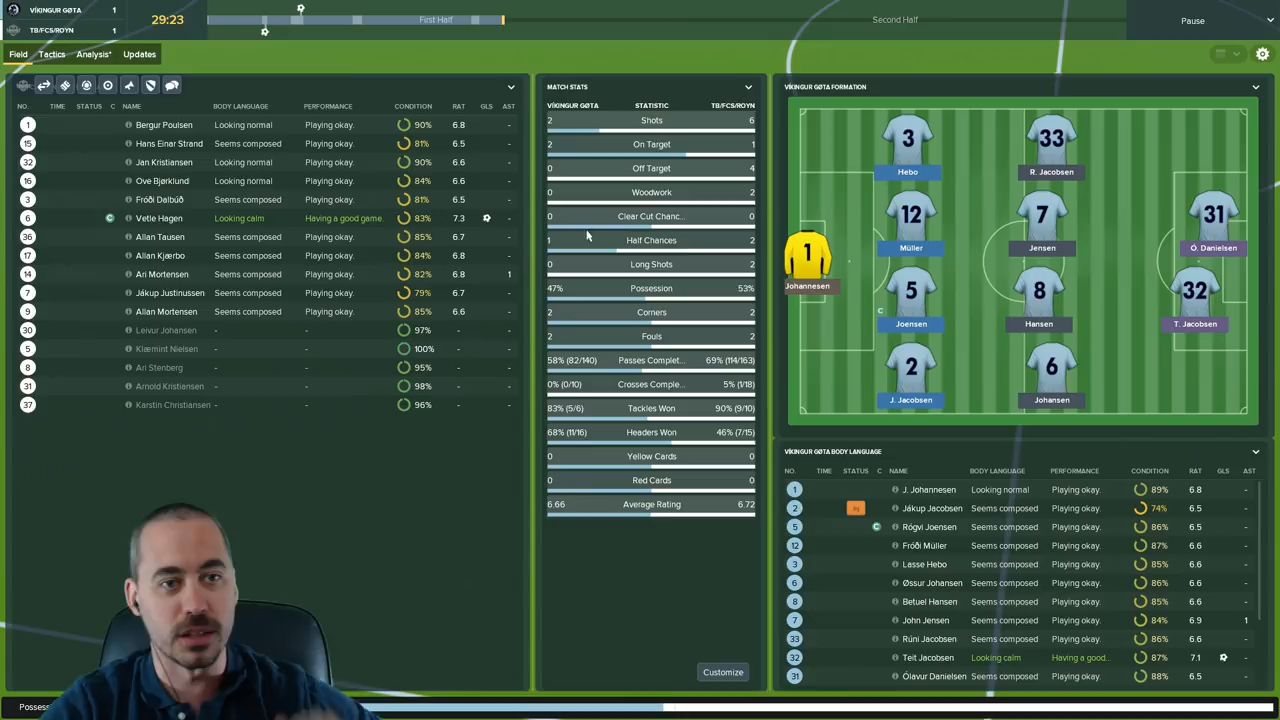 VÍKINGUR GØTA 1
TB/FCS/ROYN 1
29:23
First Half
Second Half
Pause
Field Tactics Analysis* Updates
NO. TIME STATUS C NAME BODY LANGUAGE PERFORMANCE CONDITION RAT GLS AST
1 Bergur Poulsen Looking normal Playing okay. 90% 6.8 -
15 Hans Einar Strand Seems composed Playing okay. 81% 6.5 -
32 Jan Kristiansen Looking normal Playing okay. 90% 6.6 -
16 Ove Bjørklund Looking normal Playing okay. 84% 6.6 -
3 Fróði Dalbúð Seems composed Playing okay. 81% 6.5 -
6 C Vetle Hagen Looking calm Having a good game. 83% 7.3 -
36 Allan Tausen Seems composed Playing okay. 85% 6.7 -
17 Allan Kjærbo Seems composed Playing okay. 84% 6.8 -
14 Ari Mortensen Seems composed Playing okay. 82% 6.8 1
7 Jákup Justinussen Seems composed Playing okay. 79% 6.7 -
9 Allan Mortensen Seems composed Playing okay. 85% 6.6 -
30 Leivur Johansen - - 97% - -
5 Klæmint Nielsen - - 100% - -
8 Ari Stenberg - - 95% - -
31 Arnold Kristiansen - - 98% - -
37 Karstin Christiansen - - 96% - -
MATCH STATS
VÍKINGUR GØTA STATISTIC TB/FCS/ROYN
2 Shots 6
2 On Target 1
0 Off Target 4
0 Woodwork 2
0 Clear Cut Chanc... 0
1 Half Chances 2
0 Long Shots 2
47% Possession 53%
2 Corners 2
2 Fouls 2
58% (82/140) Passes Complet... 69% (114/163)
0% (0/10) Crosses Comple... 5% (1/18)
83% (5/6) Tackles Won 90% (9/10)
68% (11/16) Headers Won 46% (7/15)
0 Yellow Cards 0
0 Red Cards 0
6.66 Average Rating 6.72
Customize
VÍKINGUR GØTA FORMATION
3 Hebo
33 R. Jacobsen
12 Müller
7 Jensen
31 Ó. Danielsen
1 Johannesen
C 5 Joensen
8 Hansen
32 T. Jacobsen
2 J. Jacobsen
6 Johansen
VÍKINGUR GØTA BODY LANGUAGE
NO. TIME STATUS C NAME BODY LANGUAGE PERFORMANCE CONDITION RAT GLS AST
1 J. Johannesen Looking normal Playing okay. 89% 6.8 -
2 Inj Jákup Jacobsen Seems composed Playing okay. 74% 6.5 -
5 C Rógvi Joensen Seems composed Playing okay. 86% 6.5 -
12 Fróði Müller Seems composed Playing okay. 87% 6.6 -
3 Lasse Hebo Seems composed Playing okay. 85% 6.6 -
6 Øssur Johansen Seems composed Playing okay. 86% 6.6 -
8 Betuel Hansen Seems composed Playing okay. 85% 6.6 -
7 John Jensen Seems composed Playing okay. 84% 6.9 1
33 Rúni Jacobsen Seems composed Playing okay. 86% 6.6 -
32 Teit Jacobsen Looking calm Having a good... 87% 7.1 -
31 Ólavur Danielsen Seems composed Playing okay. 88% 6.5 -
Possess